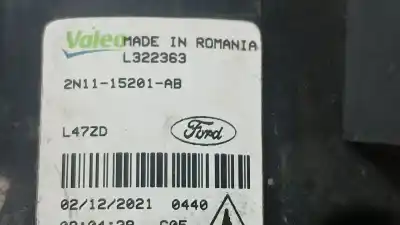 Valeo MADE IN ROMANIA
L322363
2N11-15201-AB
L47ZD Ford
02/12/2021 0440